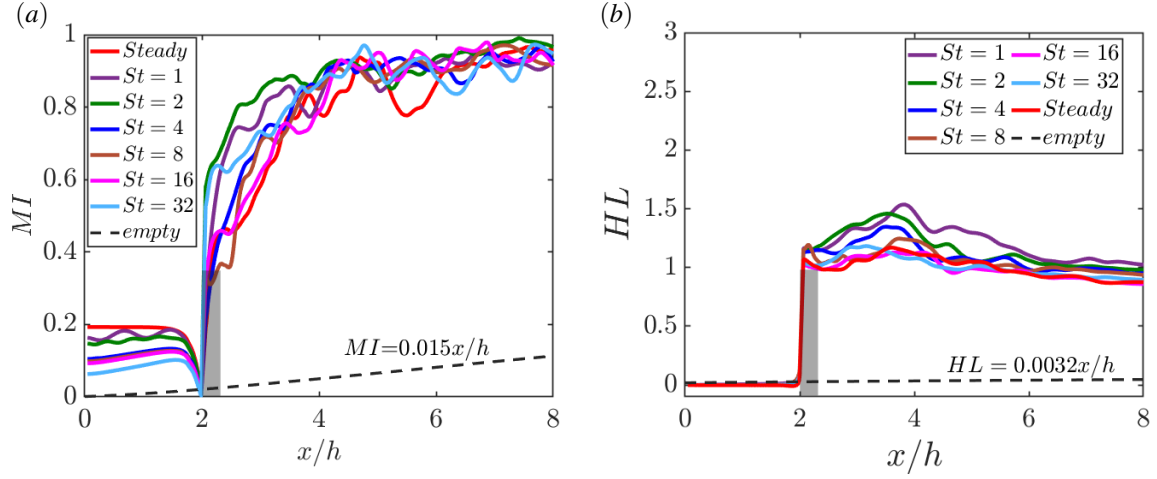 (a)
1
0.8
0.6
0.4
0.2
0
MI
Steady
St = 1
St = 2
St = 4
St = 8
St = 16
St = 32
empty
MI=0.015x/h
0 2 4 6 8
x/h
(b)
3
2.5
2
1.5
1
0.5
0
HL
St = 1 St = 16
St = 2 St = 32
St = 4 Steady
St = 8 empty
HL = 0.0032x/h
0 2 4 6 8
x/h